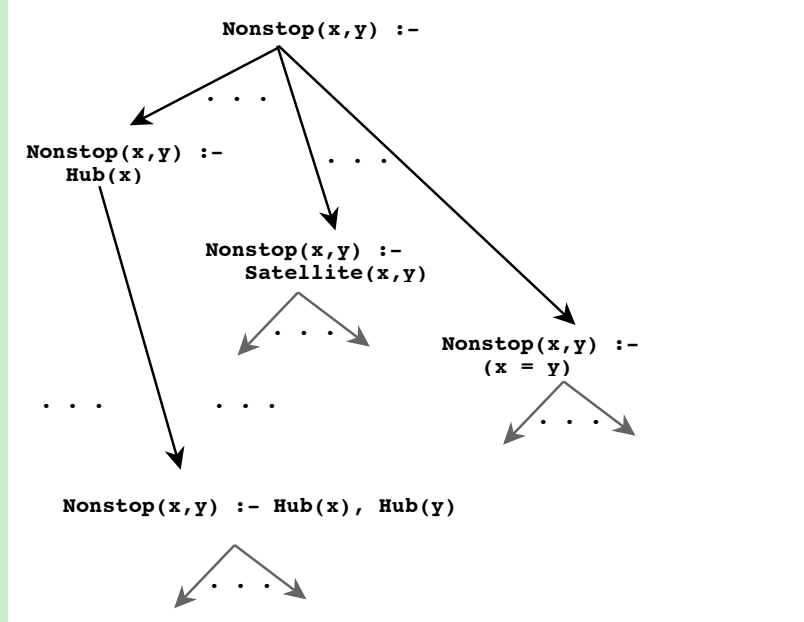 Nonstop(x,y) :-
. . .
Nonstop(x,y) :-
Hub(x)
. . .
Nonstop(x,y) :-
Satellite(x,y)
. . .
Nonstop(x,y) :-
(x = y)
. . .
. . .
. . .
Nonstop(x,y) :- Hub(x), Hub(y)
. . .